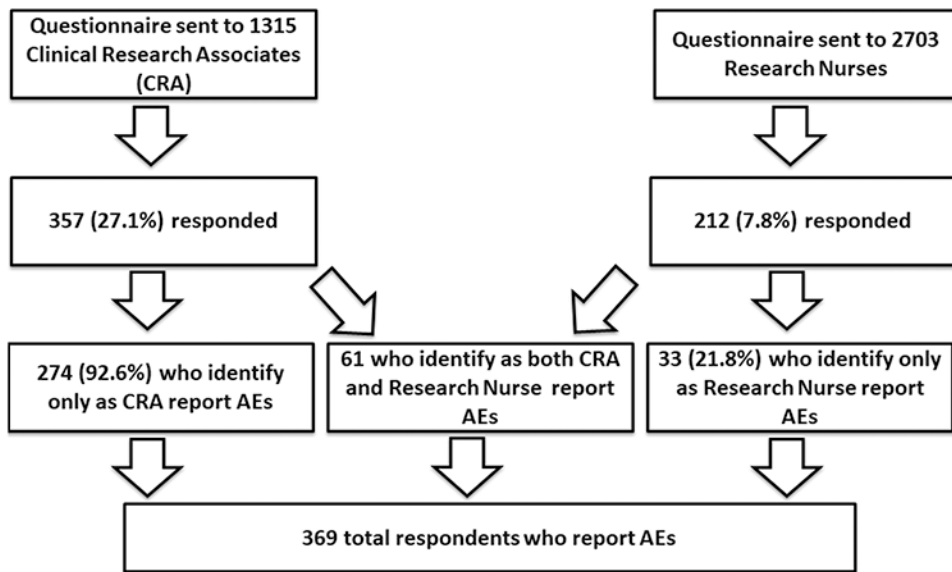 Questionnaire sent to 1315
Clinical Research Associates
(CRA)
Questionnaire sent to 2703
Research Nurses
357 (27.1%) responded
212 (7.8%) responded
274 (92.6%) who identify
only as CRA report AEs
61 who identify as both CRA
and Research Nurse report
AEs
33 (21.8%) who identify only
as Research Nurse report
AEs
369 total respondents who report AEs